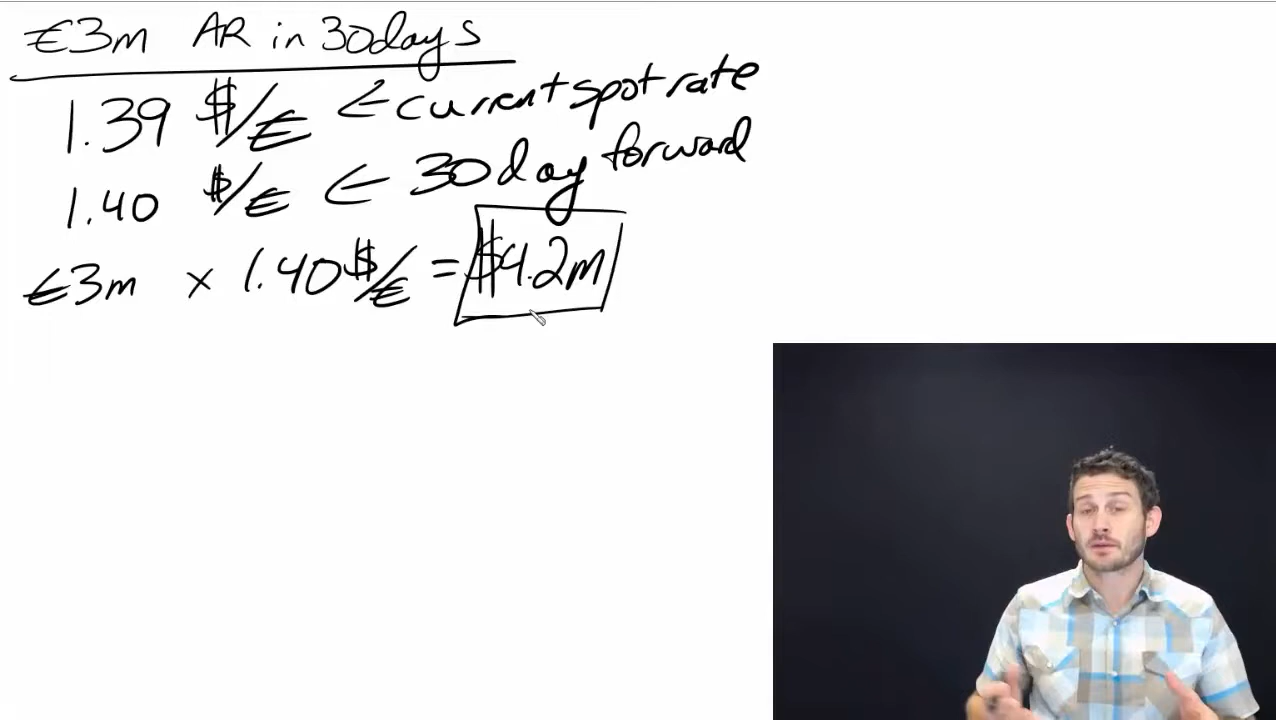 €3m AR in 30days
1.39 $/€ ← current spot rate
1.40 $/€ ← 30 day forward
€3m x 1.40 $/€ = $4.2m